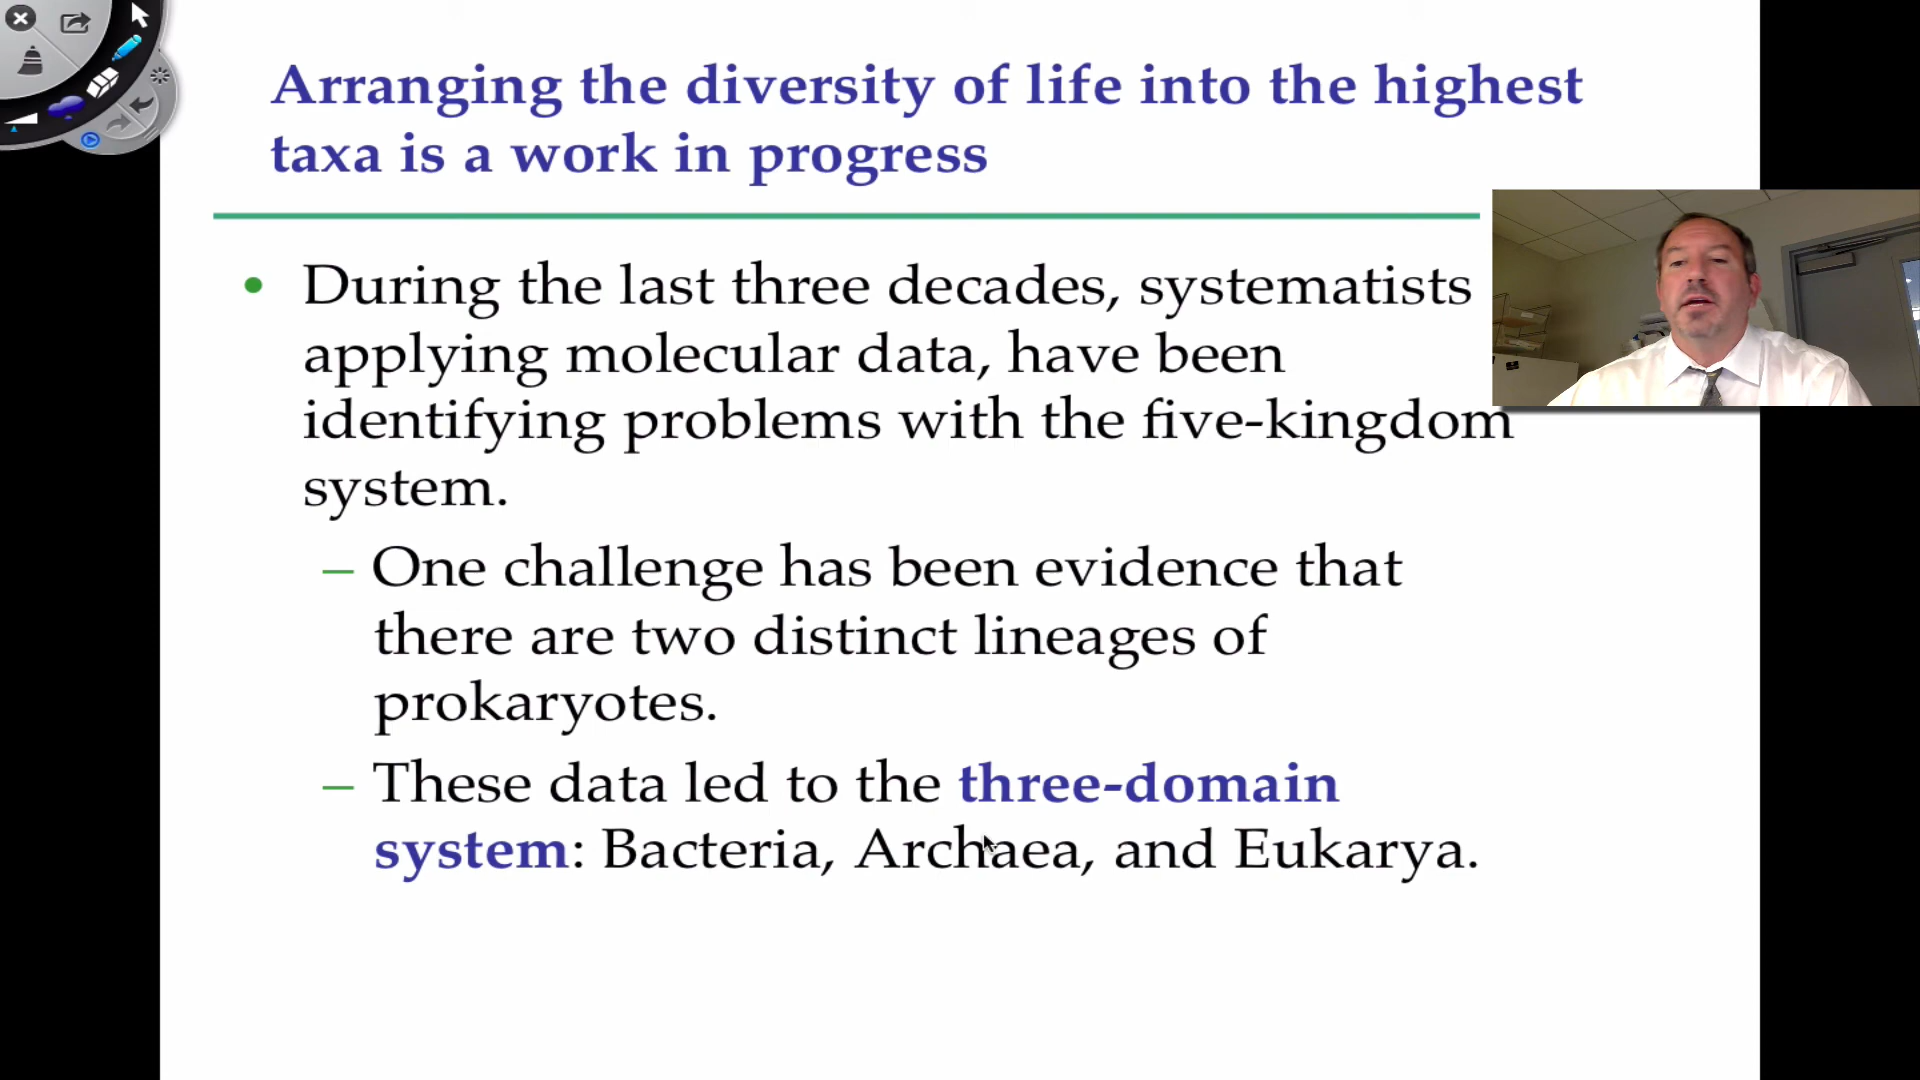 Arranging the diversity of life into the highest
taxa is a work in progress
• During the last three decades, systematists
applying molecular data, have been
identifying problems with the five-kingdom
system.
– One challenge has been evidence that
there are two distinct lineages of
prokaryotes.
– These data led to the three-domain
system: Bacteria, Archaea, and Eukarya.